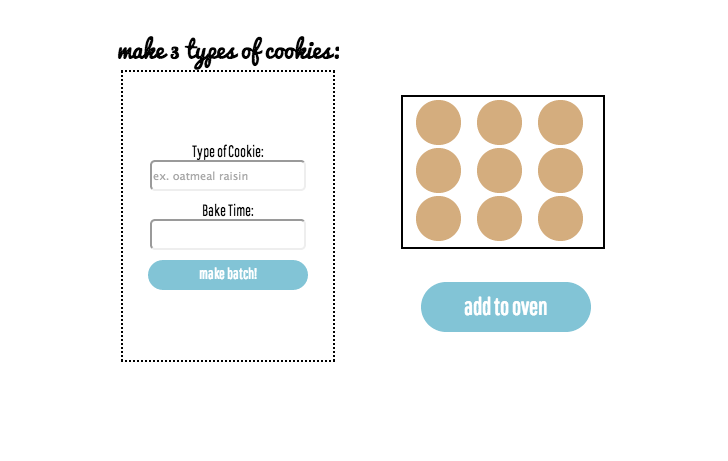 make 3 types of cookies:
Type of Cookie:
ex. oatmeal raisin
Bake Time:
make batch!
add to oven